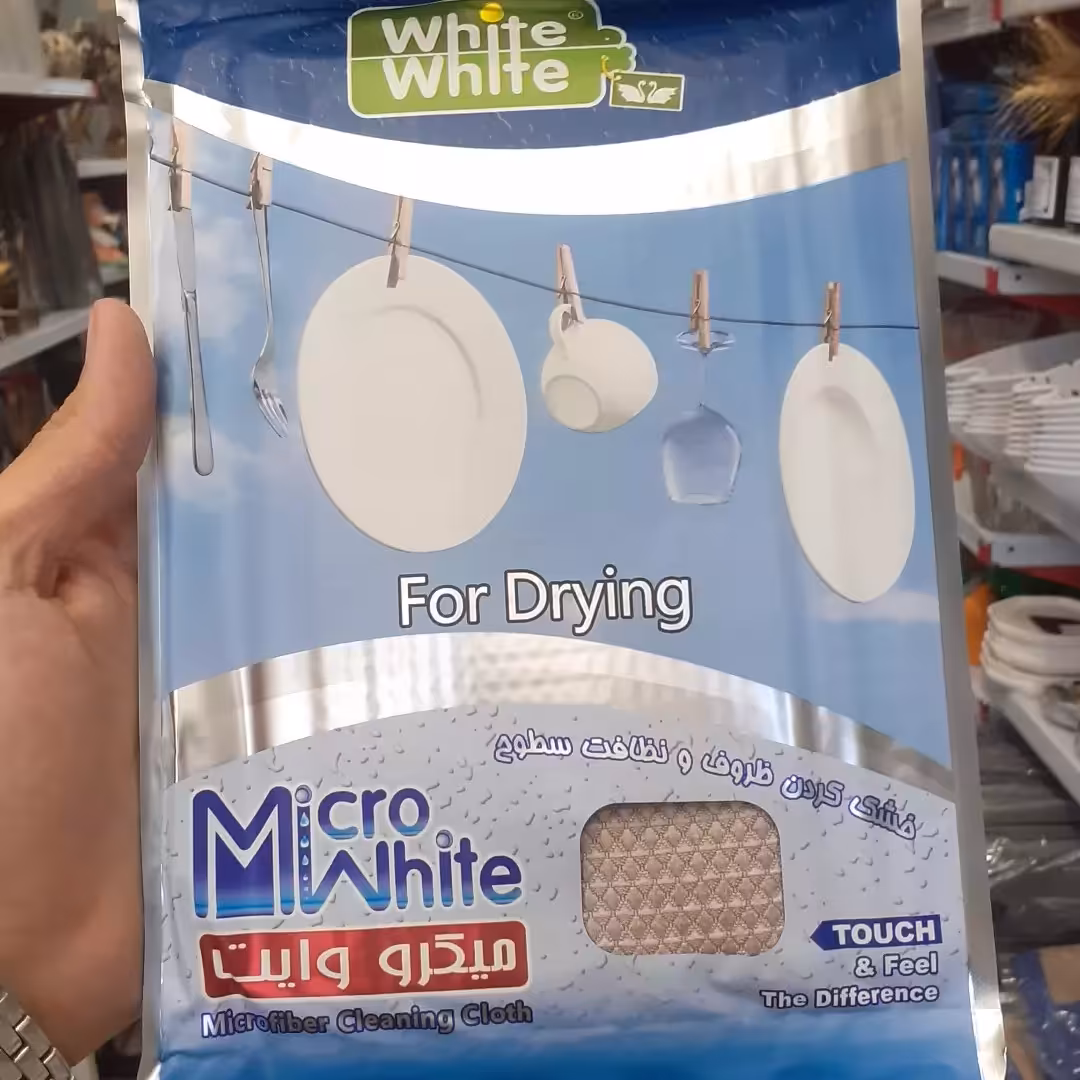 White®
White
For Drying
خشک کردن ظروف و نظافت سطوح
Micro
White
میکرو وایت
Microfiber Cleaning Cloth
TOUCH
& Feel
The Difference